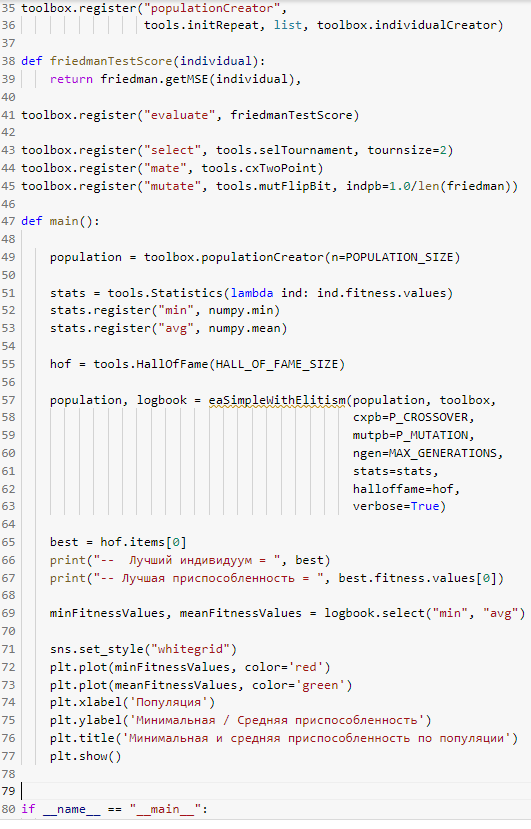 35 toolbox.register("populationCreator",
36                 tools.initRepeat, list, toolbox.individualCreator)
37
38 def friedmanTestScore(individual):
39     return friedman.getMSE(individual),
40
41 toolbox.register("evaluate", friedmanTestScore)
42
43 toolbox.register("select", tools.selTournament, tournsize=2)
44 toolbox.register("mate", tools.cxTwoPoint)
45 toolbox.register("mutate", tools.mutFlipBit, indpb=1.0/len(friedman))
46
47 def main():
48
49     population = toolbox.populationCreator(n=POPULATION_SIZE)
50
51     stats = tools.Statistics(lambda ind: ind.fitness.values)
52     stats.register("min", numpy.min)
53     stats.register("avg", numpy.mean)
54
55     hof = tools.HallOfFame(HALL_OF_FAME_SIZE)
56
57     population, logbook = eaSimpleWithElitism(population, toolbox,
58                                               cxpb=P_CROSSOVER,
59                                               mutpb=P_MUTATION,
60                                               ngen=MAX_GENERATIONS,
61                                               stats=stats,
62                                               halloffame=hof,
63                                               verbose=True)
64
65     best = hof.items[0]
66     print("--  Лучший индивидуум = ", best)
67     print("-- Лучшая приспособленность = ", best.fitness.values[0])
68
69     minFitnessValues, meanFitnessValues = logbook.select("min", "avg")
70
71     sns.set_style("whitegrid")
72     plt.plot(minFitnessValues, color='red')
73     plt.plot(meanFitnessValues, color='green')
74     plt.xlabel('Популяция')
75     plt.ylabel('Минимальная / Средняя приспособленность')
76     plt.title('Минимальная и средняя приспособленность по популяции')
77     plt.show()
78
79
80 if __name__ == "__main__":